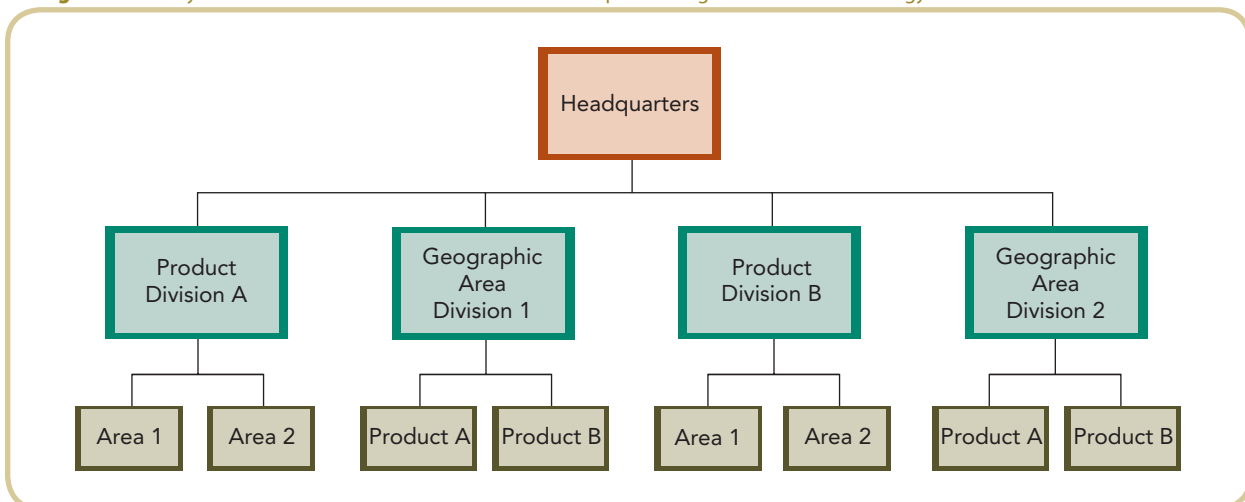 Headquarters
Product
Division A
Geographic
Area
Division 1
Product
Division B
Geographic
Area
Division 2
Area 1
Area 2
Product A
Product B
Area 1
Area 2
Product A
Product B